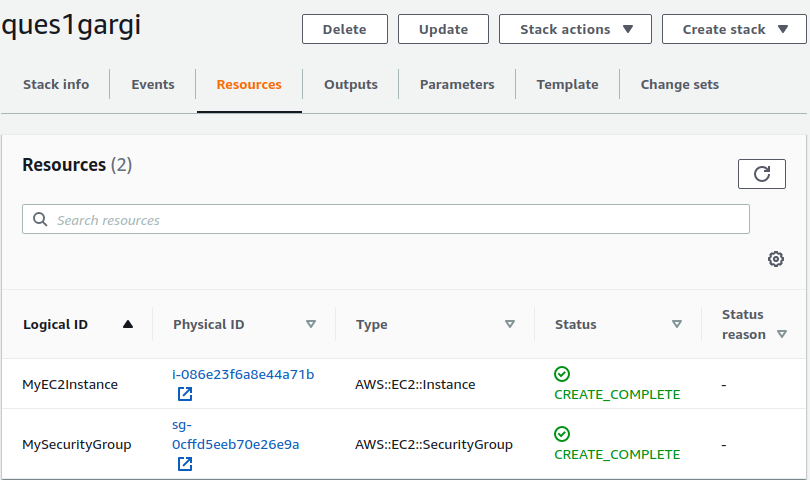 ques1gargi
Delete
Update
Stack actions
Create stack
Stack info
Events
Resources
Outputs
Parameters
Template
Change sets
Resources (2)
Search resources
Logical ID
Physical ID
Type
Status
Status
reason
MyEC2Instance
i-086e23f6a8e44a71b
AWS::EC2::Instance
CREATE_COMPLETE
-
MySecurityGroup
sg-
0cffd5eeb70e26e9a
AWS::EC2::SecurityGroup
CREATE_COMPLETE
-